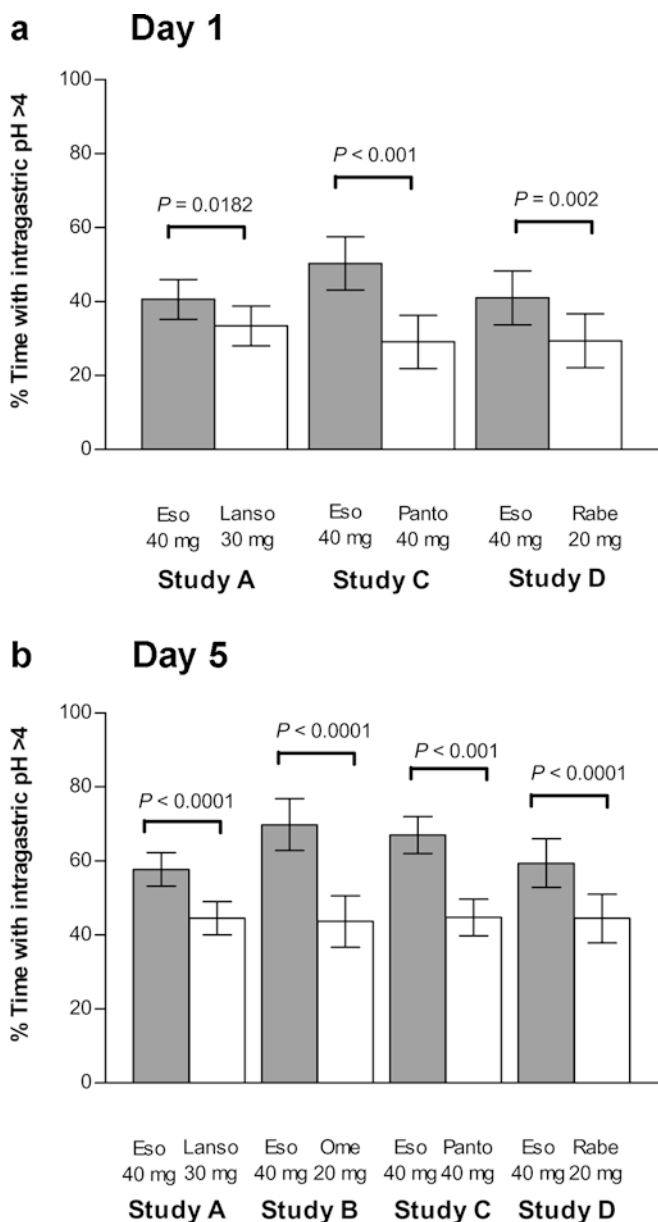 a Day 1
% Time with intragastric pH >4
100
80
60
40
20
0
P = 0.0182
P < 0.001
P = 0.002
Eso Lanso Eso Panto Eso Rabe
40 mg 30 mg 40 mg 40 mg 40 mg 20 mg
Study A Study C Study D
b Day 5
% Time with intragastric pH >4
100
80
60
40
20
0
P < 0.0001
P < 0.0001
P < 0.001
P < 0.0001
Eso Lanso Eso Ome Eso Panto Eso Rabe
40 mg 30 mg 40 mg 20 mg 40 mg 40 mg 40 mg 20 mg
Study A Study B Study C Study D